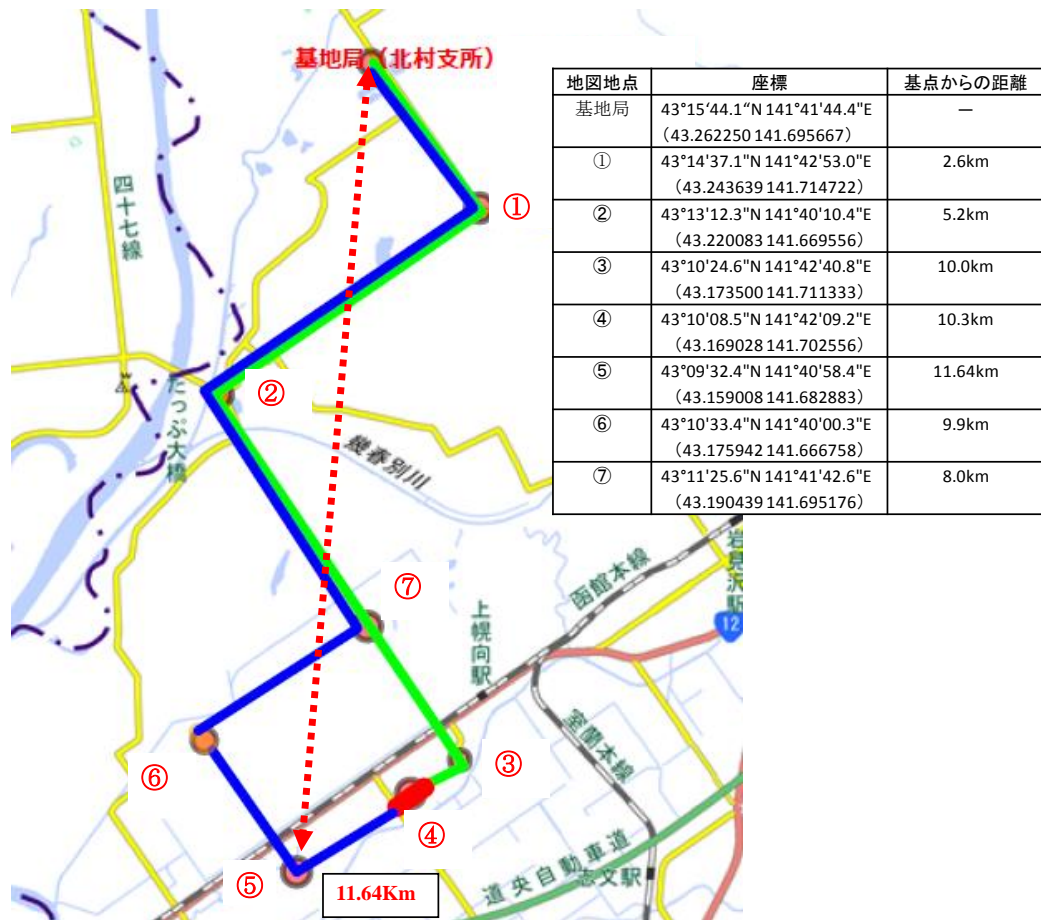 基地局（北村支所）
①
四十七線
②
たっぷ大橋
幾春別川
⑦
上幌向駅
函館本線
岩見沢駅
12
室蘭本線
③
⑥
④
⑤
道央自動車道
志文駅
11.64Km
地図地点 座標 基点からの距離
基地局 43°15‘44.1“N 141°41'44.4"E —
（43.262250 141.695667）
① 43°14'37.1"N 141°42'53.0"E 2.6km
（43.243639 141.714722）
② 43°13'12.3"N 141°40'10.4"E 5.2km
（43.220083 141.669556）
③ 43°10'24.6"N 141°42'40.8"E 10.0km
（43.173500 141.711333）
④ 43°10'08.5"N 141°42'09.2"E 10.3km
（43.169028 141.702556）
⑤ 43°09'32.4"N 141°40'58.4"E 11.64km
（43.159008 141.682883）
⑥ 43°10'33.4"N 141°40'00.3"E 9.9km
（43.175942 141.666758）
⑦ 43°11'25.6"N 141°41'42.6"E 8.0km
（43.190439 141.695176）